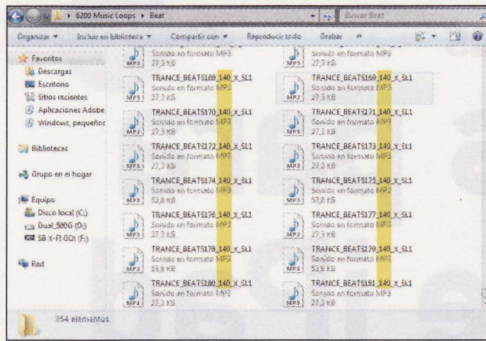 6200 Music Loops ▸ Beat
Buscar Beat
Organizar Incluir en biblioteca Compartir con Reproducir todo Grabar »
Favoritos
Descargas
Escritorio
Sitios recientes
Aplicaciones Adobe
Windows, pequeños
Bibliotecas
Grupo en el hogar
Equipo
Disco local (C:)
Dual_500G (D:)
SB X-Fi GO! (F:)
Red
Sonido en formato MP3
27,3 KB
Sonido en formato MP3
27,3 KB
TRANCE_BEATS168_140_X_SL1
Sonido en formato MP3
27,3 KB
TRANCE_BEATS169_140_X_SL1
Sonido en formato MP3
27,3 KB
TRANCE_BEATS170_140_X_SL1
Sonido en formato MP3
27,3 KB
TRANCE_BEATS171_140_X_SL1
Sonido en formato MP3
27,3 KB
TRANCE_BEATS172_140_X_SL1
Sonido en formato MP3
27,3 KB
TRANCE_BEATS173_140_X_SL1
Sonido en formato MP3
27,3 KB
TRANCE_BEATS174_140_X_SL1
Sonido en formato MP3
53,8 KB
TRANCE_BEATS175_140_X_SL1
Sonido en formato MP3
53,8 KB
TRANCE_BEATS176_140_X_SL1
Sonido en formato MP3
27,3 KB
TRANCE_BEATS177_140_X_SL1
Sonido en formato MP3
27,3 KB
TRANCE_BEATS178_140_X_SL1
Sonido en formato MP3
TRANCE_BEATS179_140_X_SL1
Sonido en formato MP3
53,8 KB
TRANCE_BEATS180_140_X_SL1
Sonido en formato MP3
27,3 KB
TRANCE_BEATS181_140_X_SL1
Sonido en formato MP3
27,3 KB
354 elementos